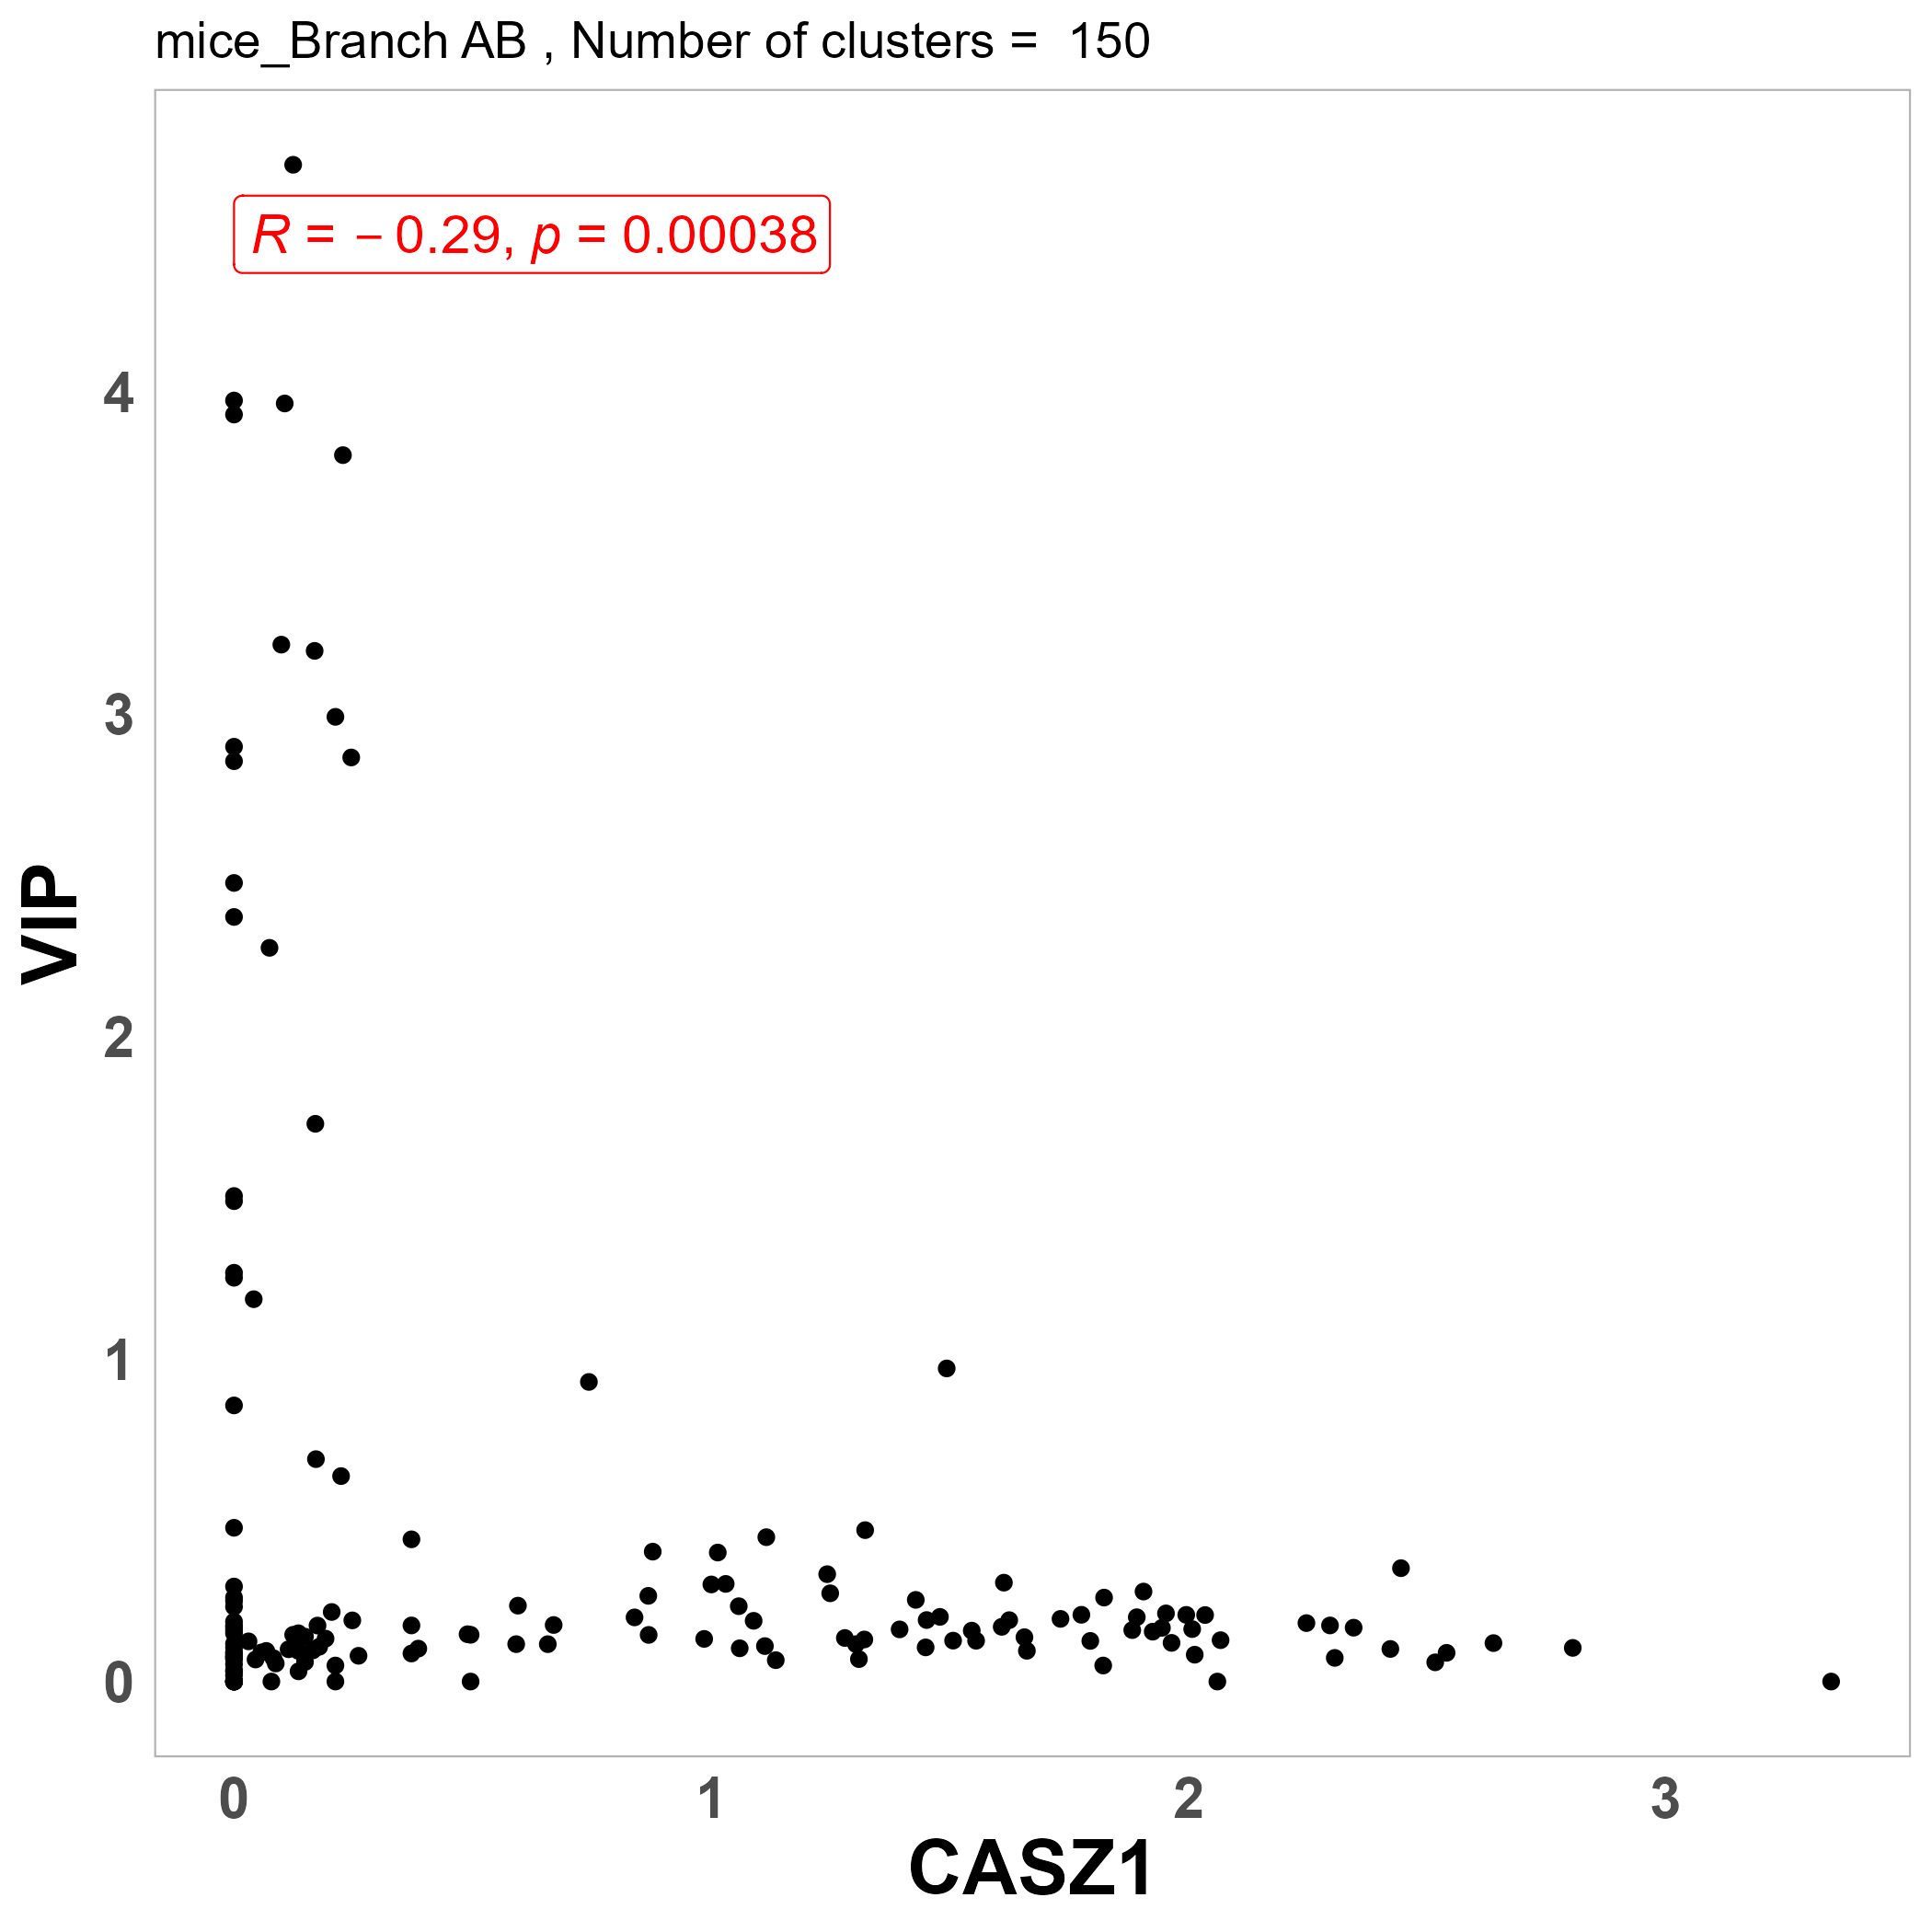 mice_Branch AB , Number of clusters =  150
R = − 0.29, p = 0.00038
4
3
2
1
0
VIP
0 1 2 3
CASZ1